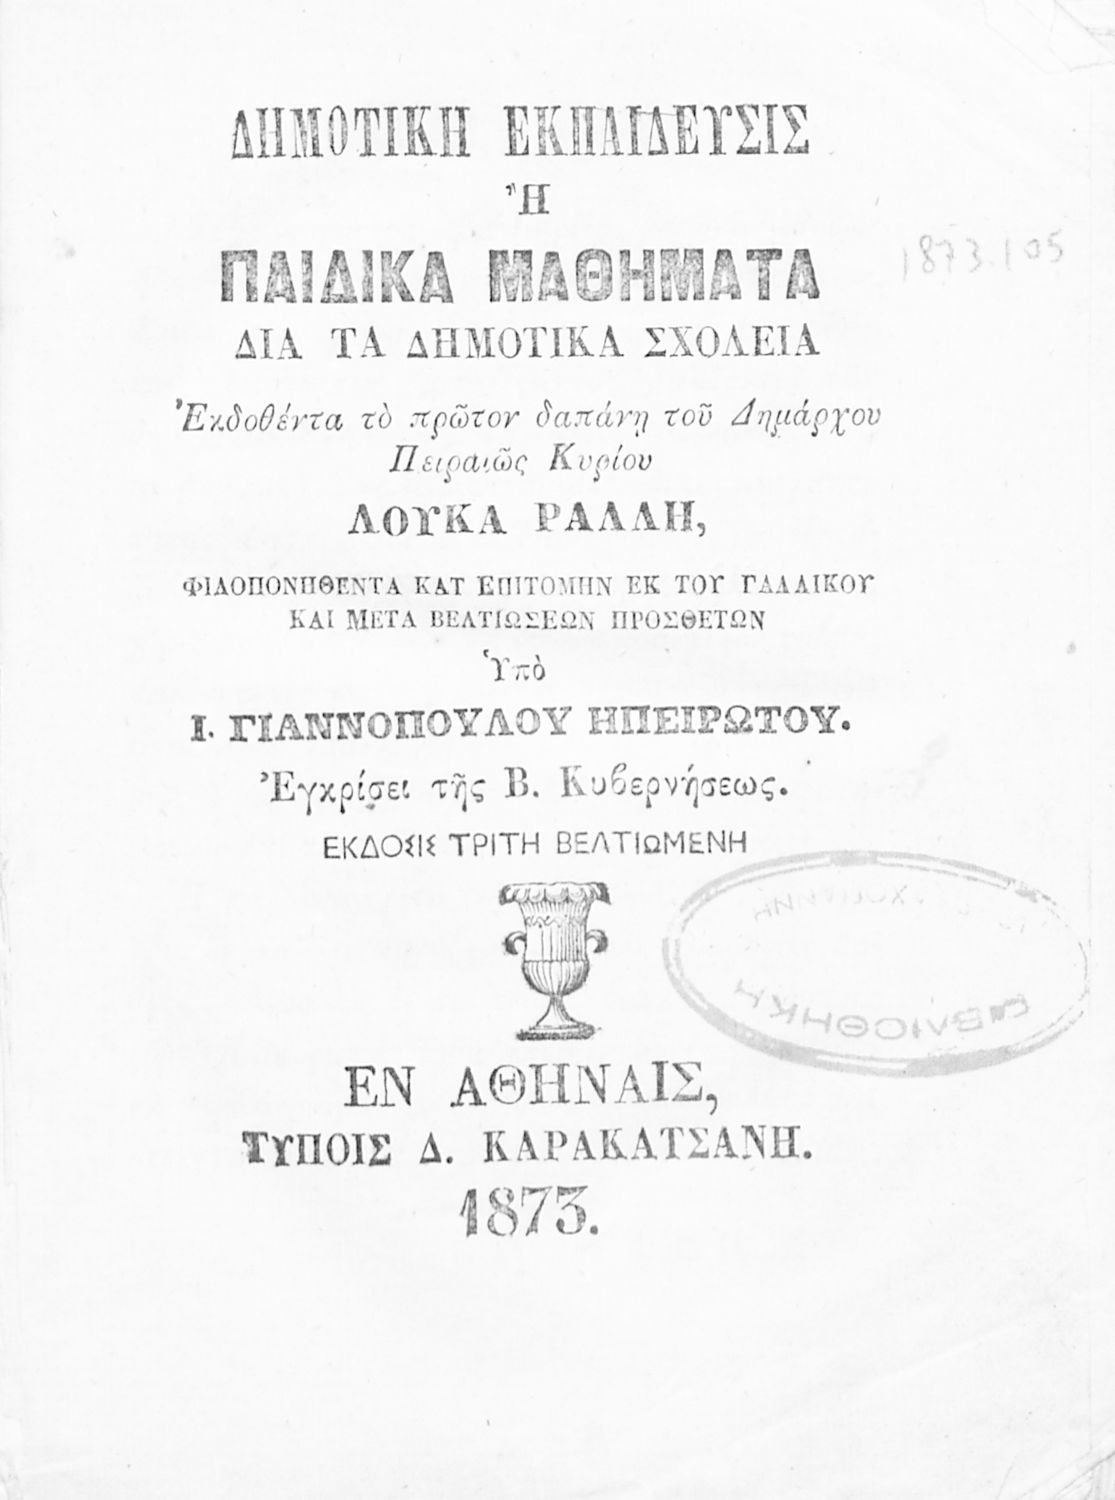 ΔΗΜΟΤΙΚΗ ΕΚΠΑΙΔΕΥΣΙΣ
Ἢ
ΠΑΙΔΙΚΑ ΜΑΘΗΜΑΤΑ
ΔΙΑ ΤΑ ΔΗΜΟΤΙΚΑ ΣΧΟΛΕΙΑ
1873.105
Ἐκδοθέντα τὸ πρῶτον δαπάνῃ τοῦ Δημάρχου
Πειραιῶς Κυρίου
ΛΟΥΚΑ ΡΑΛΛΗ,
ΦΙΛΟΠΟΝΗΘΕΝΤΑ ΚΑΤ ΕΠΙΤΟΜΗΝ ΕΚ ΤΟΥ ΓΑΛΛΙΚΟΥ
ΚΑΙ ΜΕΤΑ ΒΕΛΤΙΩΣΕΩΝ ΠΡΟΣΘΕΤΩΝ
Ὑπὸ
Ι. ΓΙΑΝΝΟΠΟΥΛΟΥ ΗΠΕΙΡΩΤΟΥ.
Ἐγκρίσει τῆς Β. Κυβερνήσεως.
ΕΚΔΟΣΙΣ ΤΡΙΤΗ ΒΕΛΤΙΩΜΕΝΗ
ΒΙΒΛΙΟΘΗΚΗ
ΕΝ ΑΘΗΝΑΙΣ,
ΤΥΠΟΙΣ Δ. ΚΑΡΑΚΑΤΣΑΝΗ.
1873.